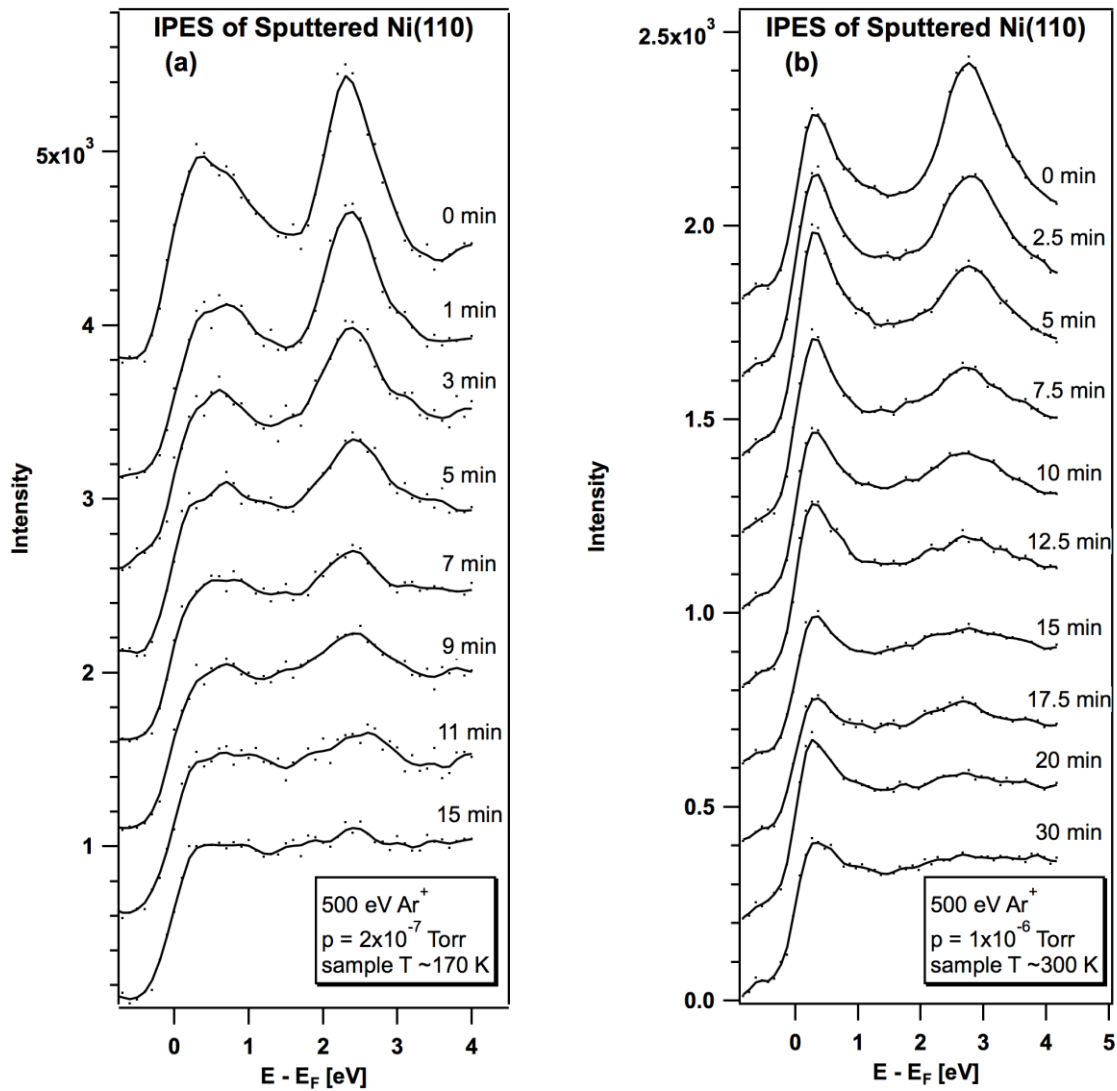 IPES of Sputtered Ni(110)
(a)
5x10³
4
3
2
1
Intensity
0 min
1 min
3 min
5 min
7 min
9 min
11 min
15 min
500 eV Ar⁺
p = 2x10⁻⁷ Torr
sample T ~170 K
0 1 2 3 4
E - E_F [eV]
IPES of Sputtered Ni(110)
(b)
2.5x10³
2.0
1.5
1.0
0.5
0.0
Intensity
0 min
2.5 min
5 min
7.5 min
10 min
12.5 min
15 min
17.5 min
20 min
30 min
500 eV Ar⁺
p = 1x10⁻⁶ Torr
sample T ~300 K
0 1 2 3 4 5
E - E_F [eV]